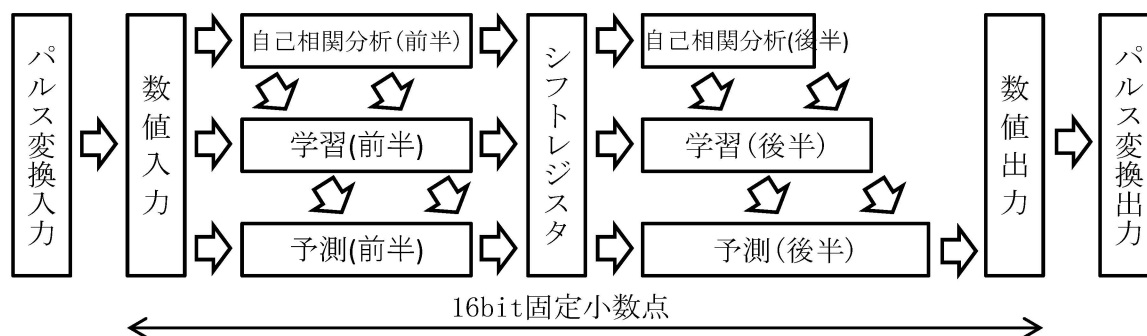 パルス変換入力
数値入力
自己相関分析(前半)
学習(前半)
予測(前半)
シフトレジスタ
自己相関分析(後半)
学習(後半)
予測(後半)
数値出力
パルス変換出力
16bit固定小数点